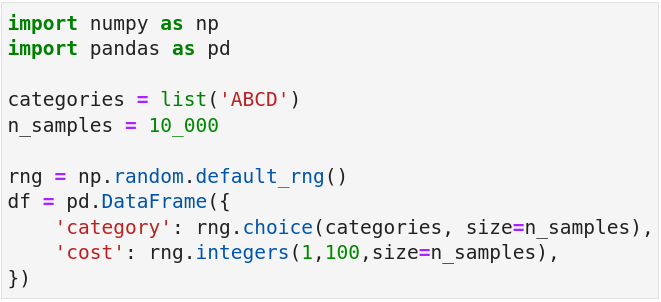 import numpy as np
import pandas as pd

categories = list('ABCD')
n_samples = 10_000

rng = np.random.default_rng()
df = pd.DataFrame({
    'category': rng.choice(categories, size=n_samples),
    'cost': rng.integers(1,100,size=n_samples),
})